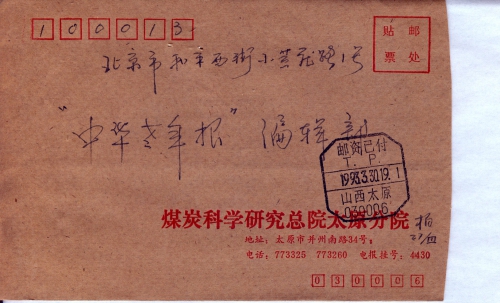 100013
贴邮
票处
北京市和平西街小黄庄路1号
"中华老年报" 编辑部
邮资已付
T. P.
1993.3.30.19. 1
山西太原
030006
煤炭科学研究总院太原分院
地址：太原市并州南路34号；
电话：773325 773260 电报挂号：4430
030006